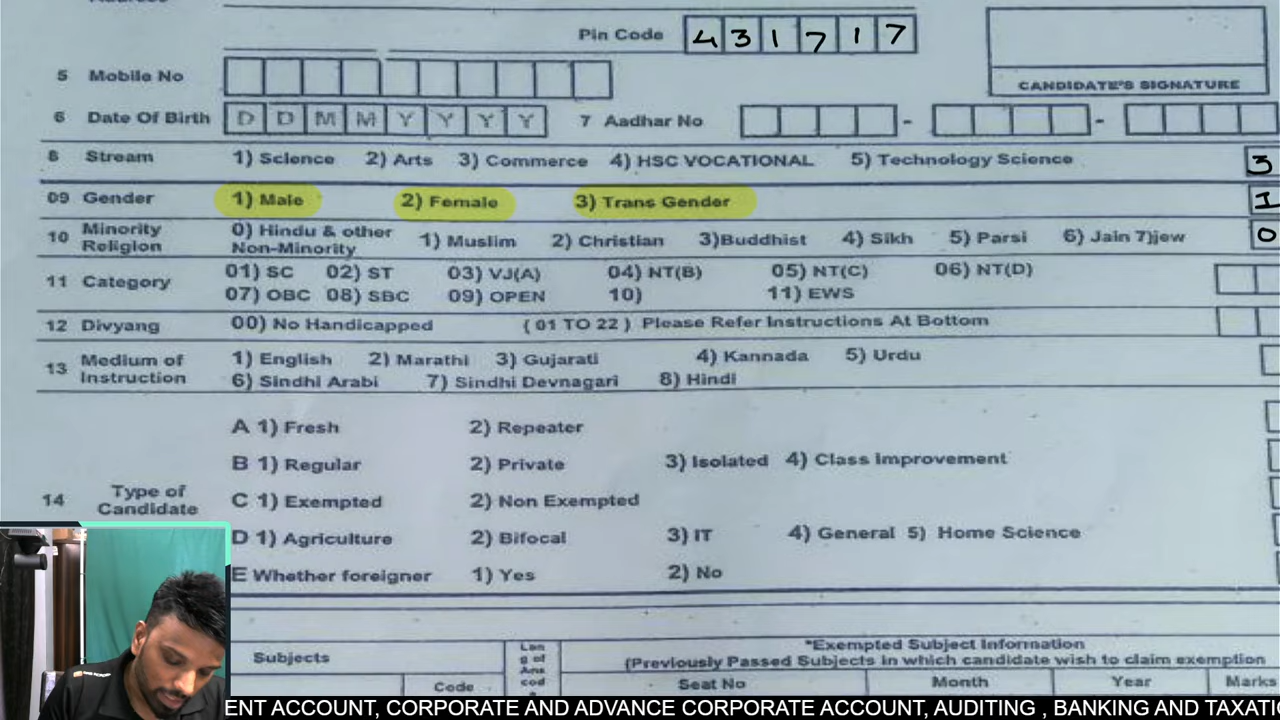 Pin Code 4 3 1 7 1 7
5 Mobile No
CANDIDATE'S SIGNATURE
6 Date Of Birth D D M M Y Y Y Y 7 Aadhar No - -
8 Stream 1) Science 2) Arts 3) Commerce 4) HSC VOCATIONAL 5) Technology Science 3
09 Gender 1) Male 2) Female 3) Trans Gender 1
10 Minority Religion 0) Hindu & other Non-Minority 1) Muslim 2) Christian 3)Buddhist 4) Sikh 5) Parsi 6) Jain 7)jew 0
11 Category 01) SC 02) ST 03) VJ(A) 04) NT(B) 05) NT(C) 06) NT(D)
07) OBC 08) SBC 09) OPEN 10) 11) EWS
12 Divyang 00) No Handicapped ( 01 TO 22 ) Please Refer Instructions At Bottom
13 Medium of Instruction 1) English 2) Marathi 3) Gujarati 4) Kannada 5) Urdu
6) Sindhi Arabi 7) Sindhi Devnagari 8) Hindi
14 Type of Candidate
A 1) Fresh 2) Repeater
B 1) Regular 2) Private 3) Isolated 4) Class Improvement
C 1) Exempted 2) Non Exempted
D 1) Agriculture 2) Bifocal 3) IT 4) General 5) Home Science
E Whether foreigner 1) Yes 2) No
Subjects
Code
Lan
g of
Ans
cod
*Exempted Subject Information
(Previously Passed Subjects in which candidate wish to claim exemption
Seat No Month Year Marks
ENT ACCOUNT, CORPORATE AND ADVANCE CORPORATE ACCOUNT, AUDITING , BANKING AND TAXATI